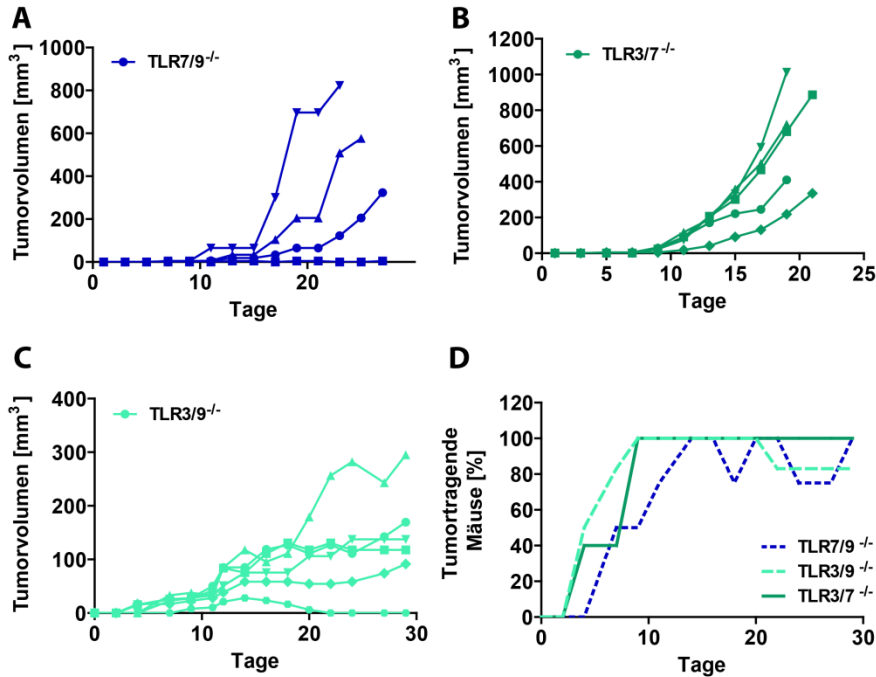 A
TLR7/9-/-
Tumorvolumen [mm3]
1000
800
600
400
200
0
0
10
20
Tage
B
TLR3/7-/-
Tumorvolumen [mm3]
1200
1000
800
600
400
200
0
0
5
10
15
20
25
Tage
C
TLR3/9-/-
Tumorvolumen [mm3]
400
300
200
100
0
0
10
20
30
Tage
D
Tumortragende
Mäuse [%]
120
100
80
60
40
20
0
0
10
20
30
Tage
TLR7/9 -/-
TLR3/9 -/-
TLR3/7 -/-